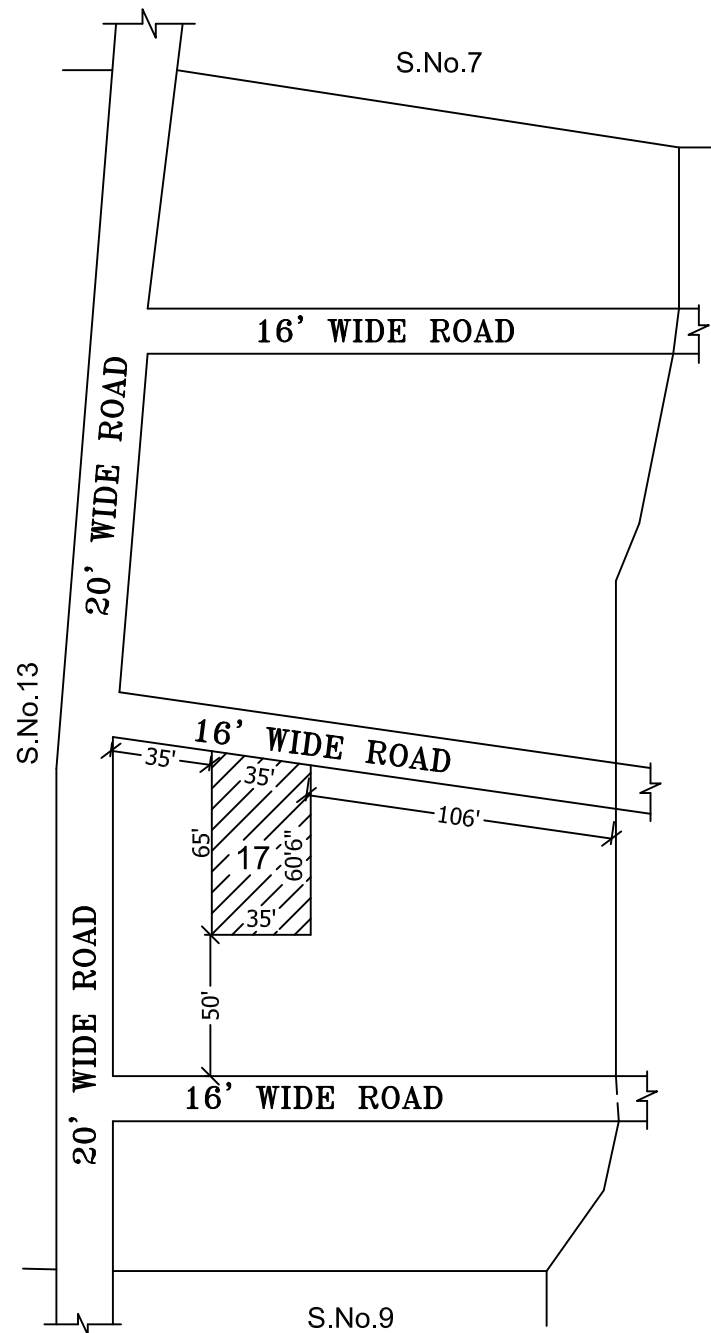 S.No.7
16’ WIDE ROAD
20’ WIDE ROAD
S.No.13
16’ WIDE ROAD
35'
35'
106'
65'
17
60'6"
35'
50'
20’ WIDE ROAD
16’ WIDE ROAD
S.No.9